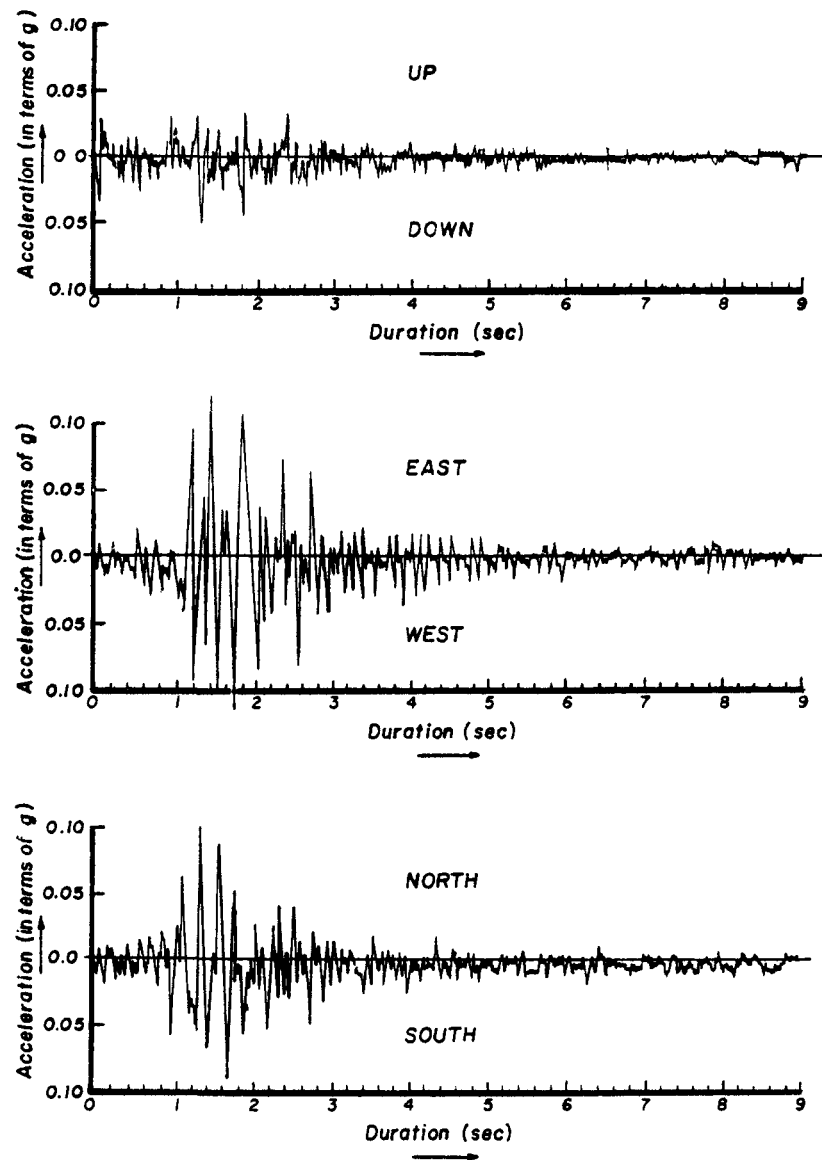 Acceleration (in terms of g)
0.10
0.05
0 0
0.05
0.10
UP
DOWN
0 1 2 3 4 5 6 7 8 9
Duration (sec)
Acceleration (in terms of g)
0.10
0.05
0.0
0.05
0.10
EAST
WEST
0 1 2 3 4 5 6 7 8 9
Duration (sec)
Acceleration (in terms of g)
0.10
0.05
0.0
0.05
0.10
NORTH
SOUTH
0 1 2 3 4 5 6 7 8 9
Duration (sec)